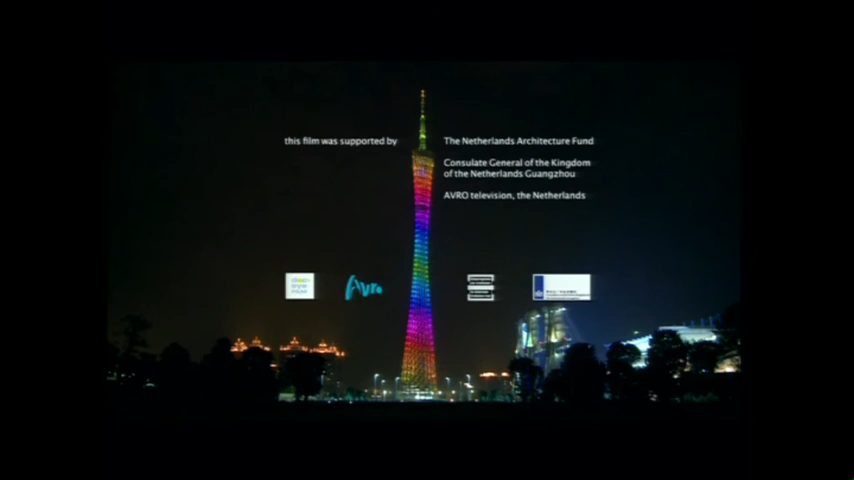 this film was supported by
The Netherlands Architecture Fund
Consulate General of the Kingdom
of the Netherlands Guangzhou
AVRO television, the Netherlands
Avro